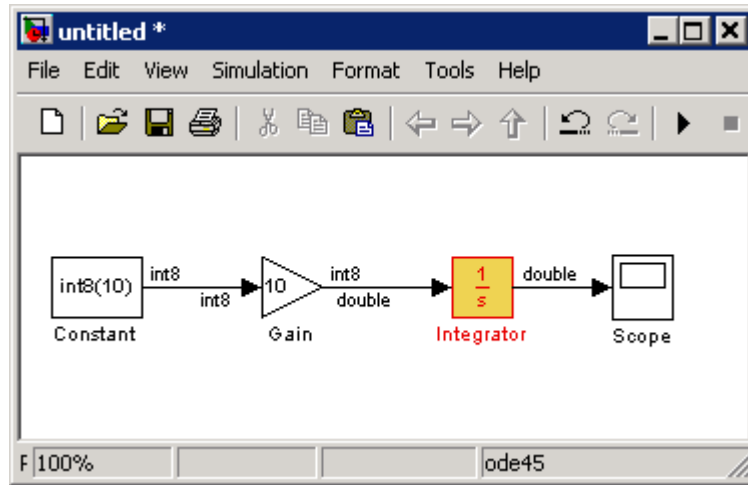 untitled *
File Edit View Simulation Format Tools Help
int8(10) int8 int8 10 int8 double 1 s double
Constant Gain Integrator Scope
F 100% ode45